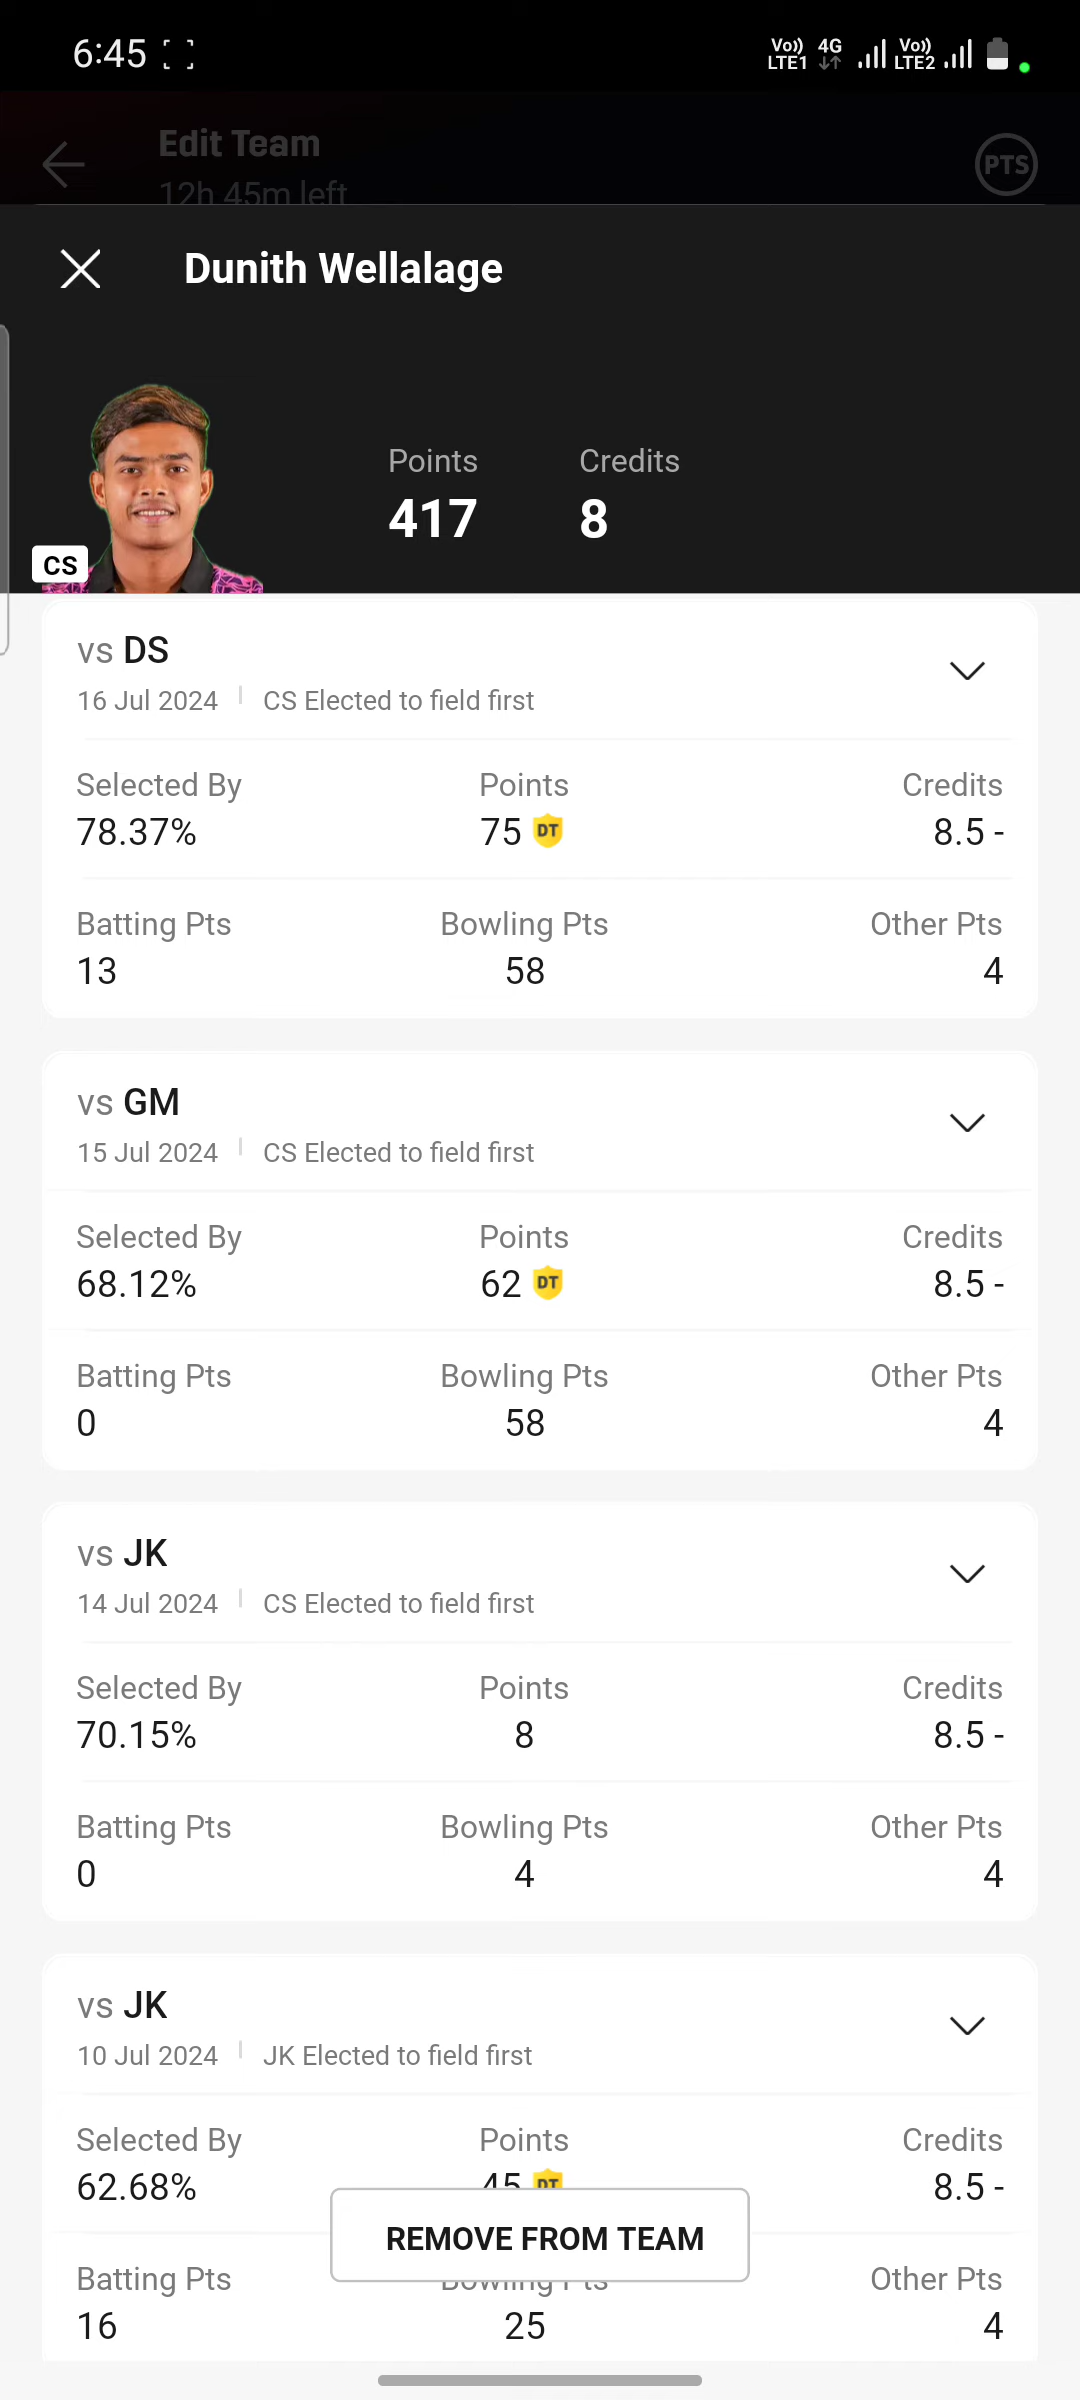 6:45
Vo)) LTE1 4G Vo)) LTE2
Edit Team
12h 45m left
PTS
Dunith Wellalage
Points Credits
417 8
CS
vs DS
16 Jul 2024 CS Elected to field first
Selected By Points Credits
78.37% 75 DT 8.5 -
Batting Pts Bowling Pts Other Pts
13 58 4
vs GM
15 Jul 2024 CS Elected to field first
Selected By Points Credits
68.12% 62 DT 8.5 -
Batting Pts Bowling Pts Other Pts
0 58 4
vs JK
14 Jul 2024 CS Elected to field first
Selected By Points Credits
70.15% 8 8.5 -
Batting Pts Bowling Pts Other Pts
0 4 4
vs JK
10 Jul 2024 JK Elected to field first
Selected By Points Credits
62.68% 45 DT 8.5 -
REMOVE FROM TEAM
Batting Pts Bowling Pts Other Pts
16 25 4